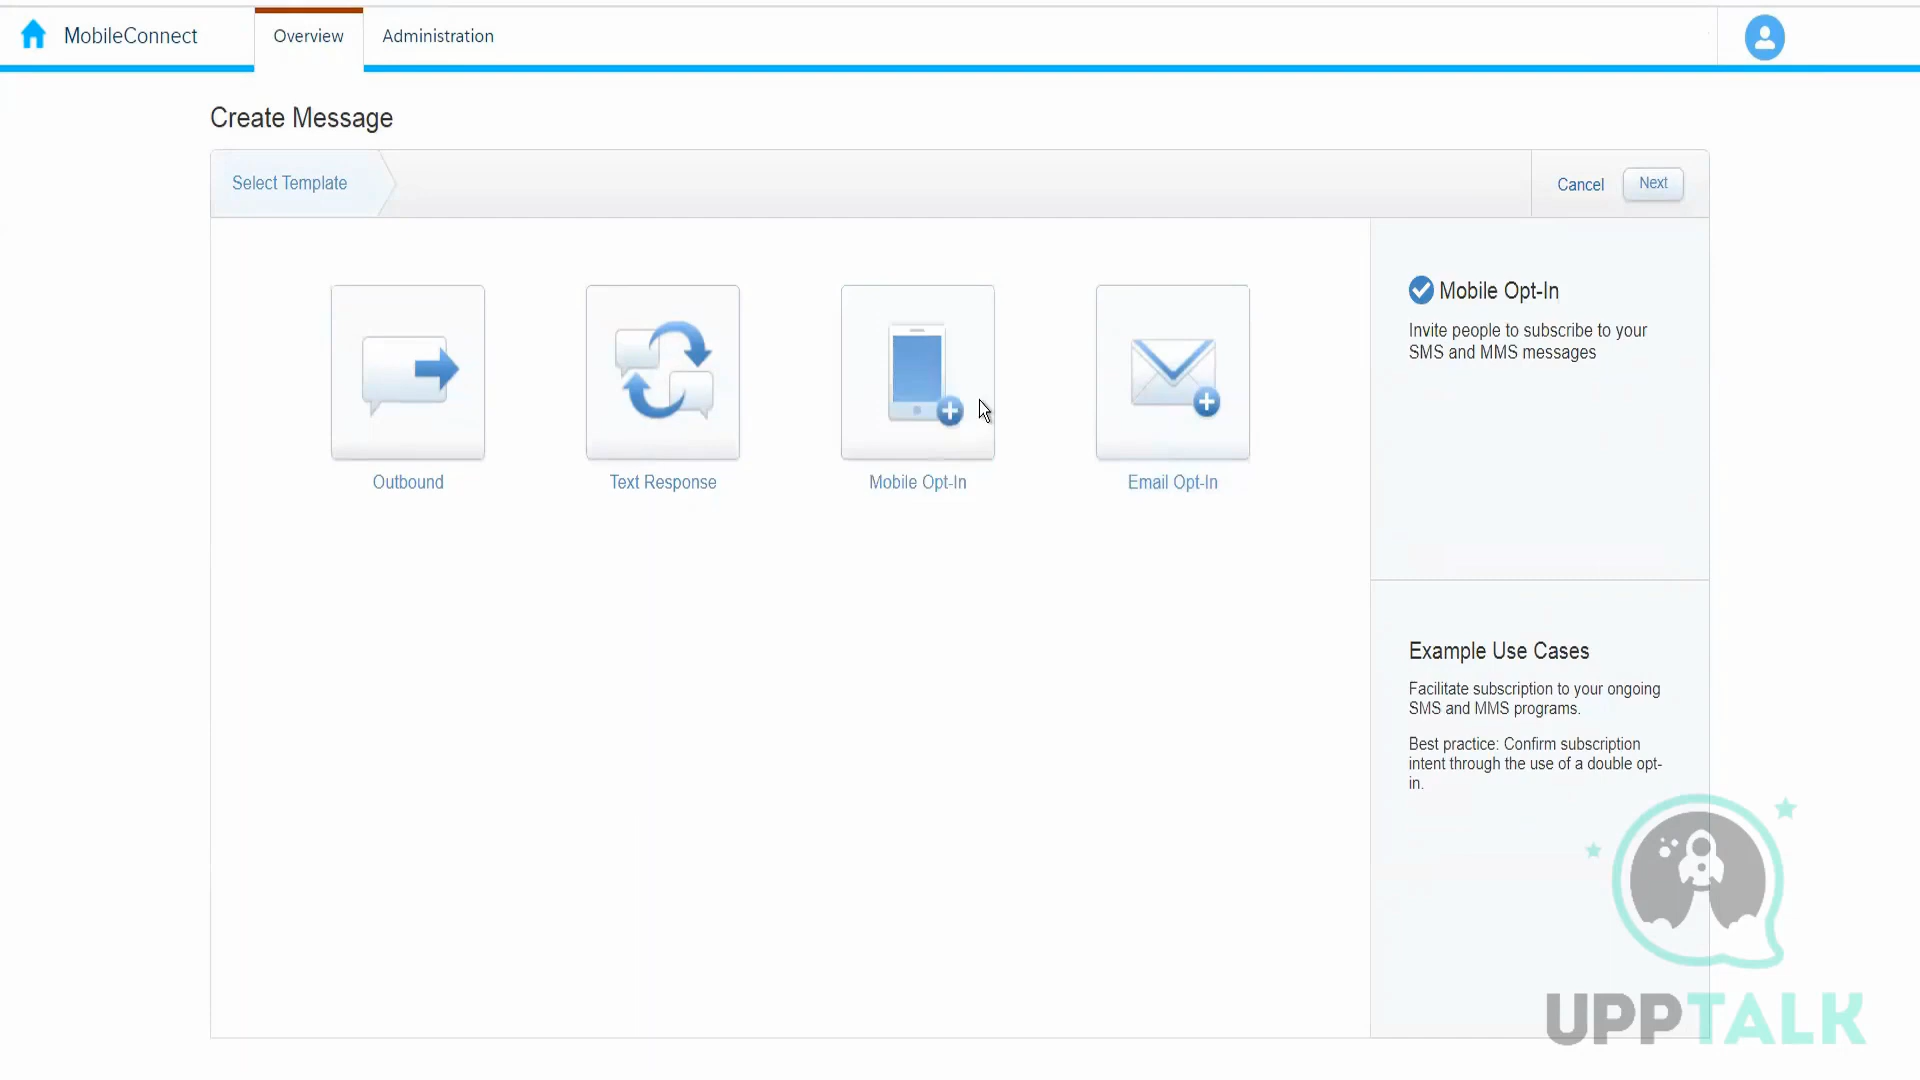 MobileConnect
Overview
Administration
Create Message
Select Template
Cancel
Next
Outbound
Text Response
Mobile Opt-In
Email Opt-In
Mobile Opt-In
Invite people to subscribe to your
SMS and MMS messages
Example Use Cases
Facilitate subscription to your ongoing
SMS and MMS programs.
Best practice: Confirm subscription
intent through the use of a double opt-
in.
UPPTALK